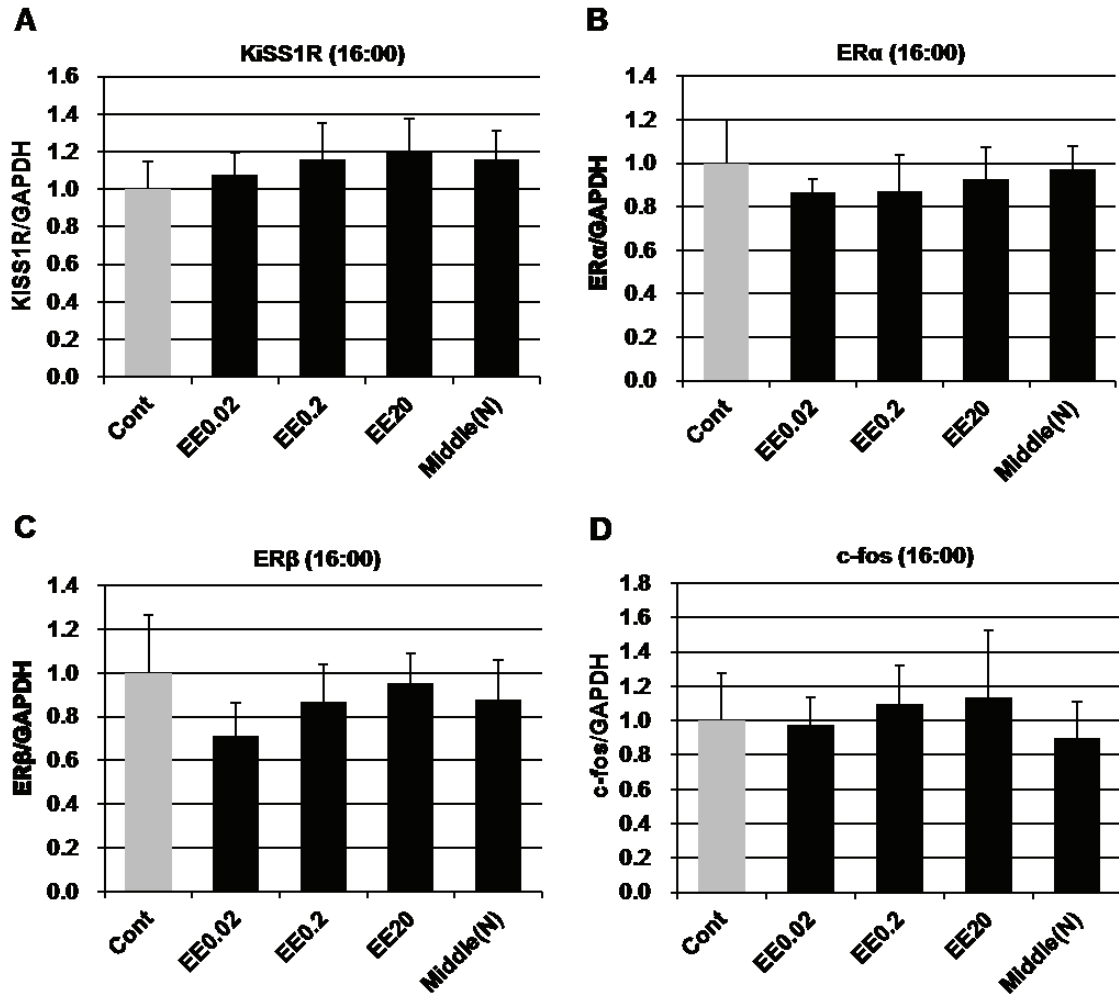 A
KiSS1R (16:00)
KISS1R/GAPDH
1.6
1.4
1.2
1.0
0.8
0.6
0.4
0.2
0.0
Cont
EE0.02
EE0.2
EE20
Middle(N)
B
ERα (16:00)
ERα/GAPDH
1.4
1.2
1.0
0.8
0.6
0.4
0.2
0.0
Cont
EE0.02
EE0.2
EE20
Middle(N)
C
ERβ (16:00)
ERβ/GAPDH
1.4
1.2
1.0
0.8
0.6
0.4
0.2
0.0
Cont
EE0.02
EE0.2
EE20
Middle(N)
D
c-fos (16:00)
c-fos/GAPDH
1.8
1.6
1.4
1.2
1.0
0.8
0.6
0.4
0.2
0.0
Cont
EE0.02
EE0.2
EE20
Middle(N)